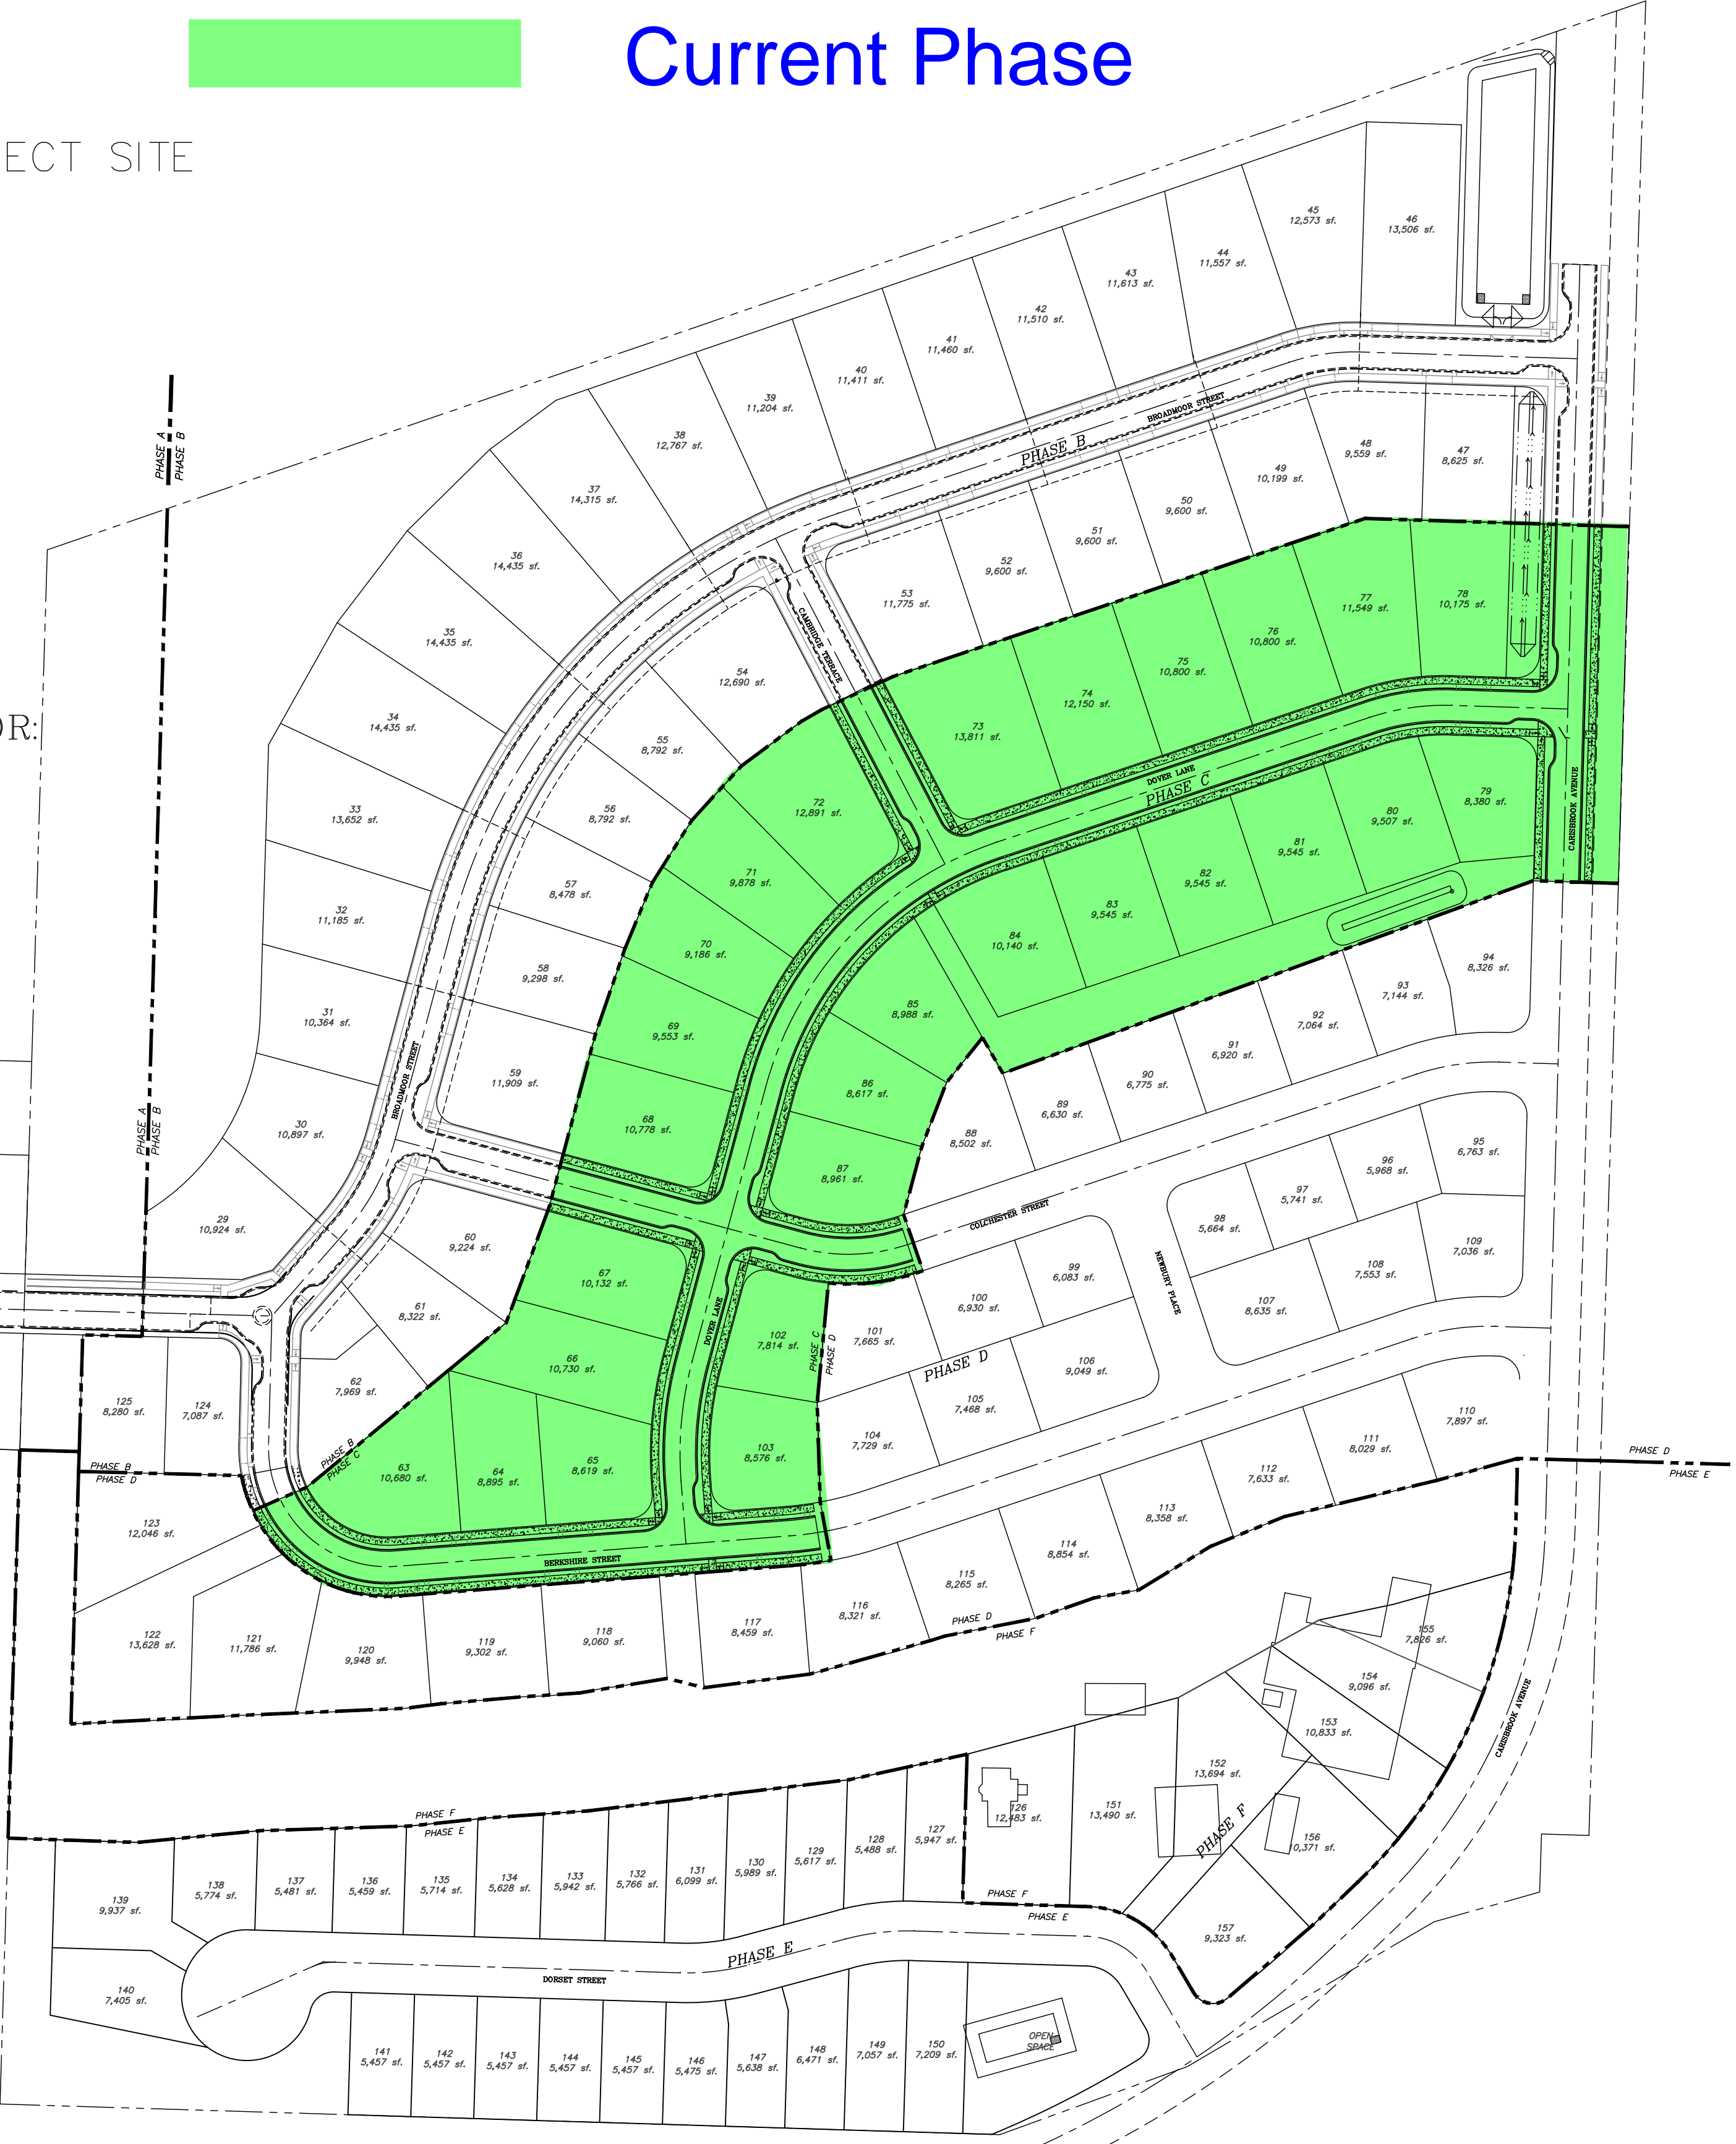 Current Phase
ECT SITE
OR:
PHASE A
PHASE B
45
12,573 sf.
46
13,506 sf.
44
11,557 sf.
43
11,613 sf.
42
11,510 sf.
41
11,460 sf.
40
11,411 sf.
39
11,204 sf.
38
12,767 sf.
37
14,315 sf.
36
14,435 sf.
35
14,435 sf.
34
14,435 sf.
33
13,652 sf.
32
11,185 sf.
31
10,364 sf.
30
10,897 sf.
29
10,924 sf.
PHASE A
PHASE B
BROADMOOR STREET
PHASE B
BROADMOOR STREET
CAMBRIDGE TERRACE
47
8,625 sf.
48
9,559 sf.
49
10,199 sf.
50
9,600 sf.
51
9,600 sf.
52
9,600 sf.
53
11,775 sf.
54
12,690 sf.
55
8,792 sf.
56
8,792 sf.
57
8,478 sf.
58
9,298 sf.
59
11,909 sf.
60
9,224 sf.
61
8,322 sf.
62
7,969 sf.
78
10,175 sf.
77
11,549 sf.
76
10,800 sf.
75
10,800 sf.
74
12,150 sf.
73
13,811 sf.
72
12,891 sf.
71
9,878 sf.
70
9,186 sf.
69
9,553 sf.
68
10,778 sf.
67
10,132 sf.
66
10,730 sf.
65
8,619 sf.
64
8,895 sf.
63
10,680 sf.
DOVER LANE
PHASE C
CARISBROOK AVENUE
79
8,380 sf.
80
9,507 sf.
81
9,545 sf.
82
9,545 sf.
83
9,545 sf.
84
10,140 sf.
85
8,988 sf.
86
8,617 sf.
87
8,961 sf.
88
8,502 sf.
89
6,630 sf.
90
6,775 sf.
91
6,920 sf.
92
7,064 sf.
93
7,144 sf.
94
8,326 sf.
COLCHESTER STREET
NEWBURY PLACE
95
6,763 sf.
96
5,968 sf.
97
5,741 sf.
98
5,664 sf.
99
6,083 sf.
100
6,930 sf.
101
7,665 sf.
102
7,814 sf.
103
8,576 sf.
DOVER LANE
PHASE C
PHASE D
PHASE D
104
7,729 sf.
105
7,468 sf.
106
9,049 sf.
107
8,635 sf.
108
7,553 sf.
109
7,036 sf.
110
7,897 sf.
111
8,029 sf.
112
7,633 sf.
113
8,358 sf.
114
8,854 sf.
115
8,265 sf.
116
8,321 sf.
117
8,459 sf.
118
9,060 sf.
119
9,302 sf.
120
9,948 sf.
121
11,786 sf.
122
13,628 sf.
123
12,046 sf.
124
7,087 sf.
125
8,280 sf.
PHASE B
PHASE D
PHASE B
PHASE C
BERKSHIRE STREET
PHASE D
PHASE E
PHASE D
PHASE F
155
7,826 sf.
154
9,096 sf.
153
10,833 sf.
152
13,694 sf.
151
13,490 sf.
126
12,483 sf.
156
10,371 sf.
157
9,323 sf.
PHASE F
CARISBROOK AVENUE
PHASE F
PHASE E
127
5,947 sf.
128
5,488 sf.
129
5,617 sf.
130
5,989 sf.
131
6,099 sf.
132
5,766 sf.
133
5,942 sf.
134
5,628 sf.
135
5,714 sf.
136
5,459 sf.
137
5,481 sf.
138
5,774 sf.
139
9,937 sf.
140
7,405 sf.
PHASE F
PHASE E
PHASE E
DORSET STREET
141
5,457 sf.
142
5,457 sf.
143
5,457 sf.
144
5,457 sf.
145
5,457 sf.
146
5,475 sf.
147
5,638 sf.
148
6,471 sf.
149
7,057 sf.
150
7,209 sf.
OPEN
SPACE